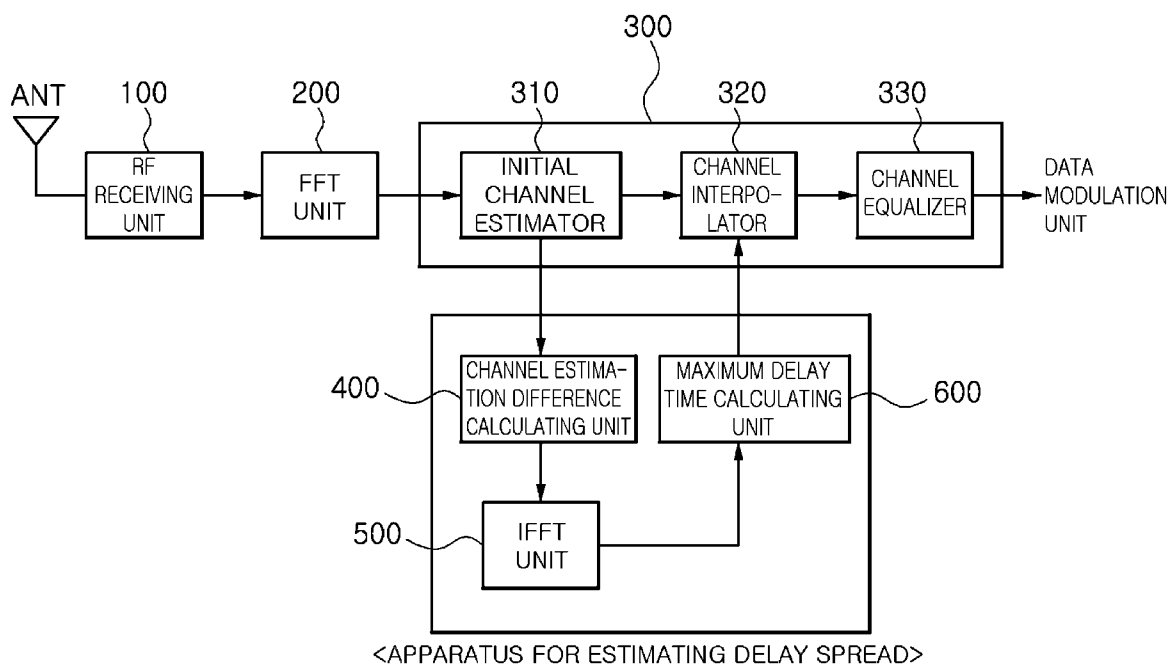 300
ANT
100
200
310
320
330
RF
RECEIVING
UNIT
FFT
UNIT
INITIAL
CHANNEL
ESTIMATOR
CHANNEL
INTERPO-
LATOR
CHANNEL
EQUALIZER
DATA
MODULATION
UNIT
400
CHANNEL ESTIMA-
TION DIFFERENCE
CALCULATING UNIT
MAXIMUM DELAY
TIME CALCULATING
UNIT
600
500
IFFT
UNIT
<APPARATUS FOR ESTIMATING DELAY SPREAD>